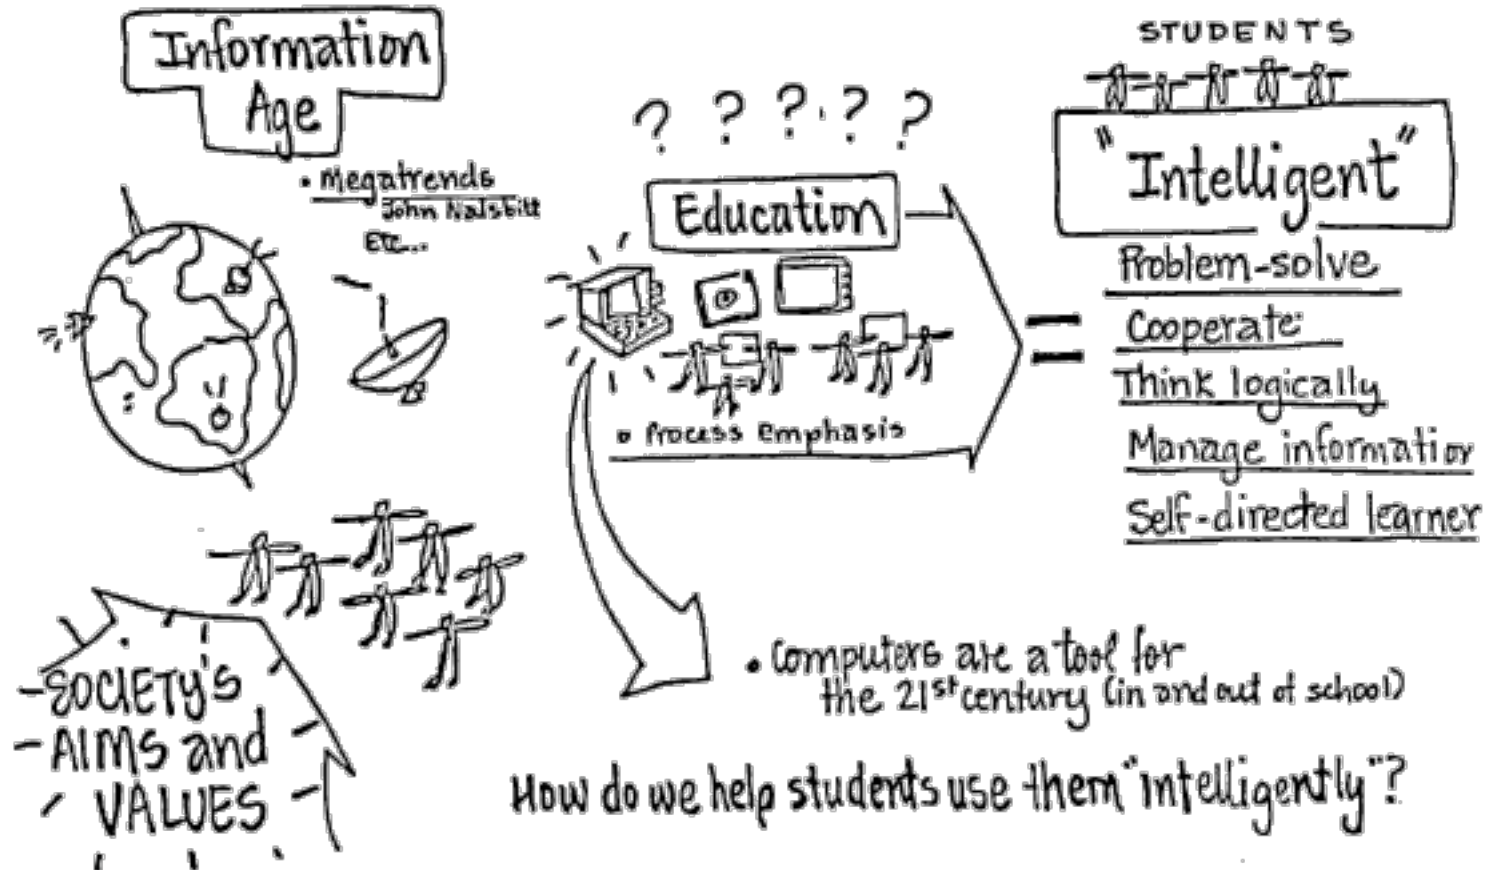 Information
Age
• Megatrends
John Naisbitt
Etc...
SOCIETY'S
AIMS and
VALUES
? ? ? ? ?
Education
Process emphasis
=
STUDENTS
"Intelligent"
Problem-solve
Cooperate
Think logically
Manage information
Self-directed learner
• Computers are a tool for
the 21st century (in and out of school)
How do we help students use them "intelligently"?